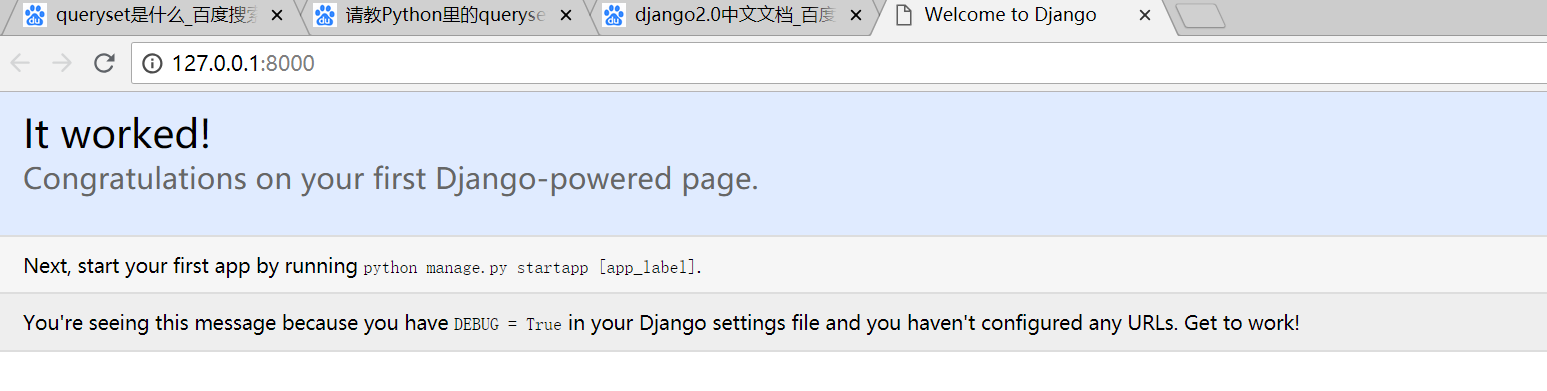 queryset是什么_百度搜索
请教Python里的queryse
django2.0中文文档_百度
Welcome to Django
127.0.0.1:8000
It worked!
Congratulations on your first Django-powered page.
Next, start your first app by running python manage.py startapp [app_label].
You're seeing this message because you have DEBUG = True in your Django settings file and you haven't configured any URLs. Get to work!